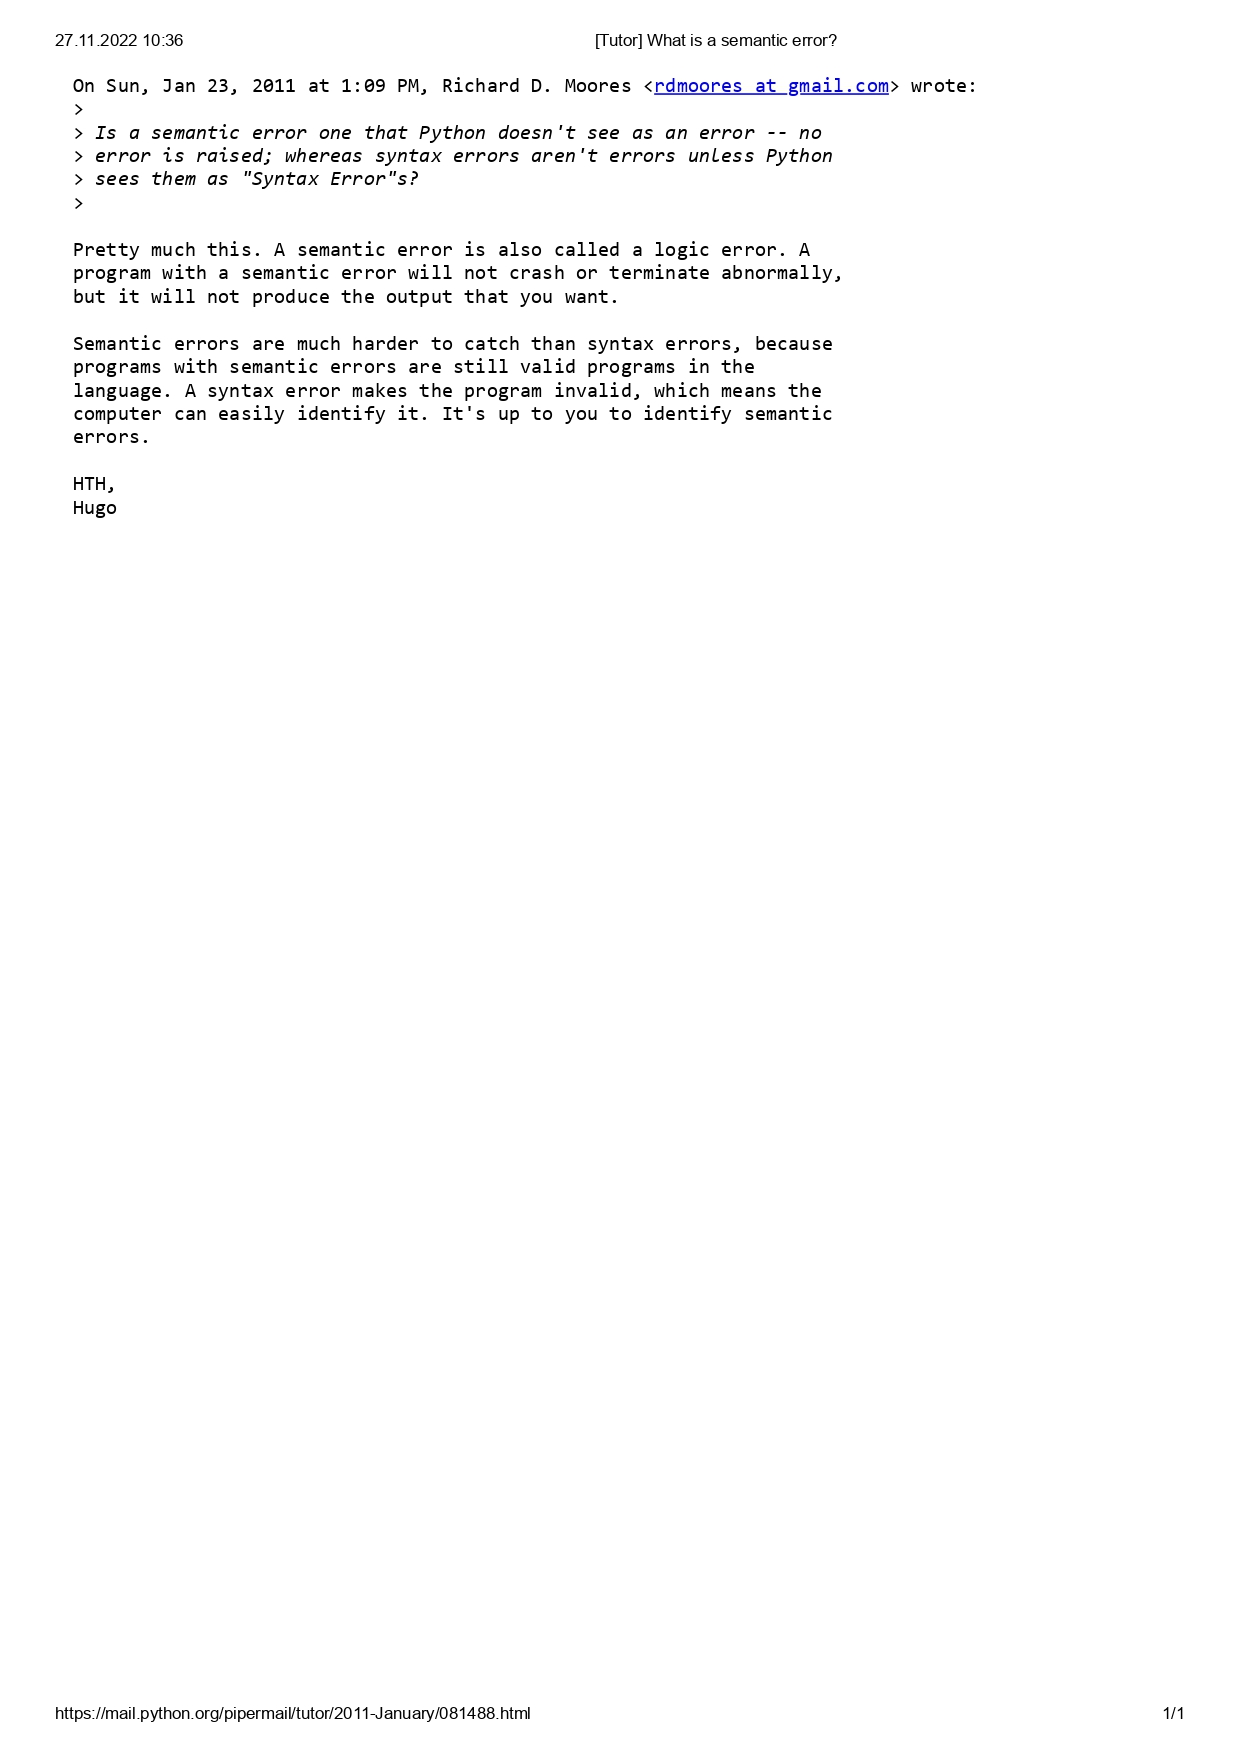 27.11.2022 10:36
[Tutor] What is a semantic error?
On Sun, Jan 23, 2011 at 1:09 PM, Richard D. Moores <rdmoores at gmail.com> wrote:
>
> Is a semantic error one that Python doesn't see as an error -- no
> error is raised; whereas syntax errors aren't errors unless Python
> sees them as "Syntax Error"s?
>
Pretty much this. A semantic error is also called a logic error. A
program with a semantic error will not crash or terminate abnormally,
but it will not produce the output that you want.
Semantic errors are much harder to catch than syntax errors, because
programs with semantic errors are still valid programs in the
language. A syntax error makes the program invalid, which means the
computer can easily identify it. It's up to you to identify semantic
errors.
HTH,
Hugo
https://mail.python.org/pipermail/tutor/2011-January/081488.html
1/1